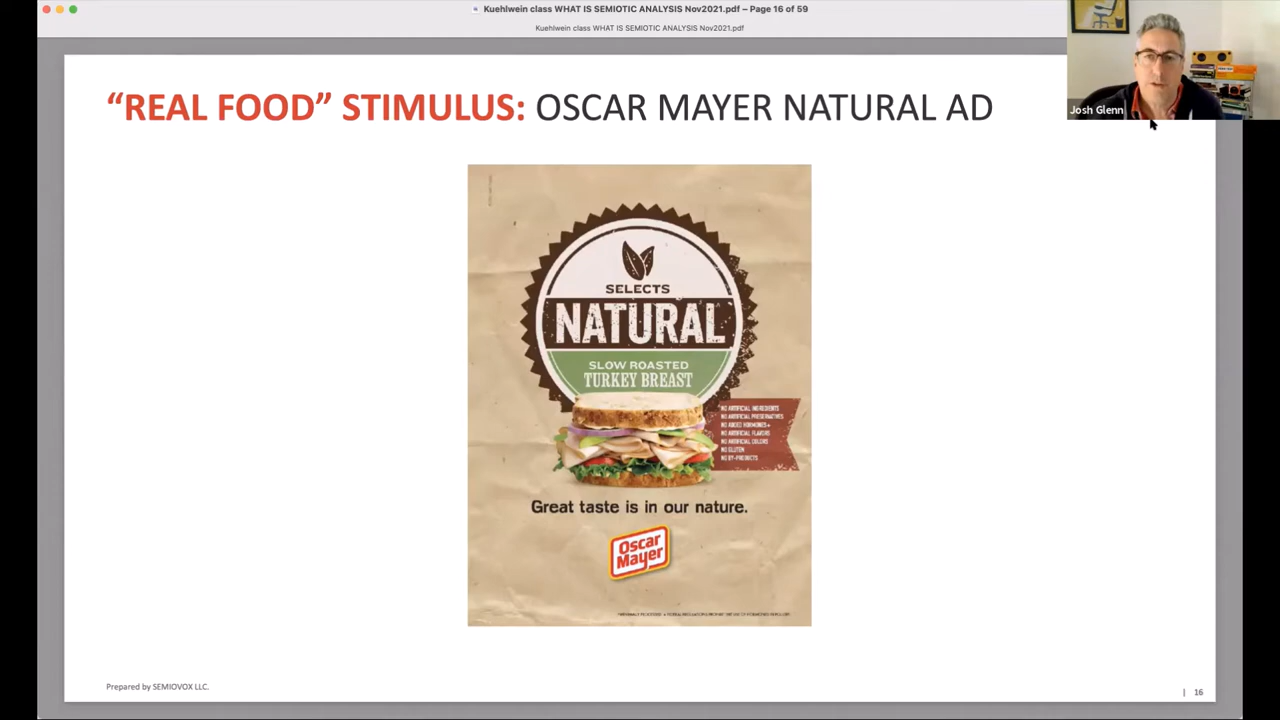 Kuehlwein class WHAT IS SEMIOTIC ANALYSIS Nov2021.pdf – Page 16 of 59
Kuehlwein class WHAT IS SEMIOTIC ANALYSIS Nov2021.pdf
Josh Glenn
“REAL FOOD” STIMULUS: OSCAR MAYER NATURAL AD
SELECTS
NATURAL
SLOW ROASTED
TURKEY BREAST
NO ARTIFICIAL INGREDIENTS
NO ARTIFICIAL PRESERVATIVES
NO ADDED HORMONES+
NO ARTIFICIAL FLAVORS
NO ARTIFICIAL COLORS
NO GLUTEN
NO BY-PRODUCTS
Great taste is in our nature.
Oscar
Mayer
Prepared by SEMIOVOX LLC.
| 16